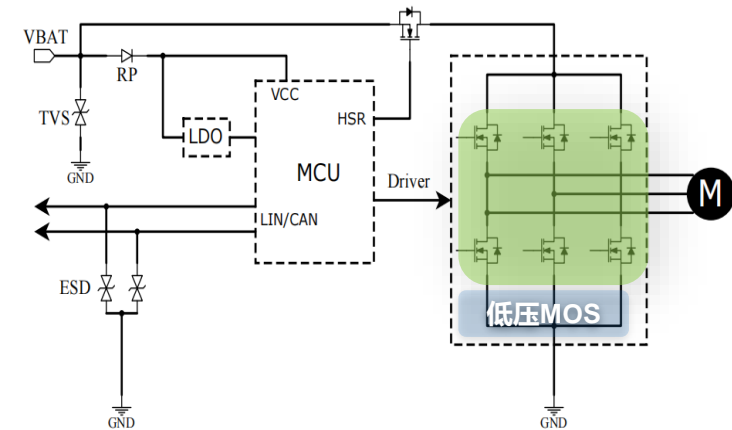 VBAT
RP
TVS
GND
VCC
HSR
LDO
MCU
Driver
M
LIN/CAN
ESD
低压MOS
GND
GND